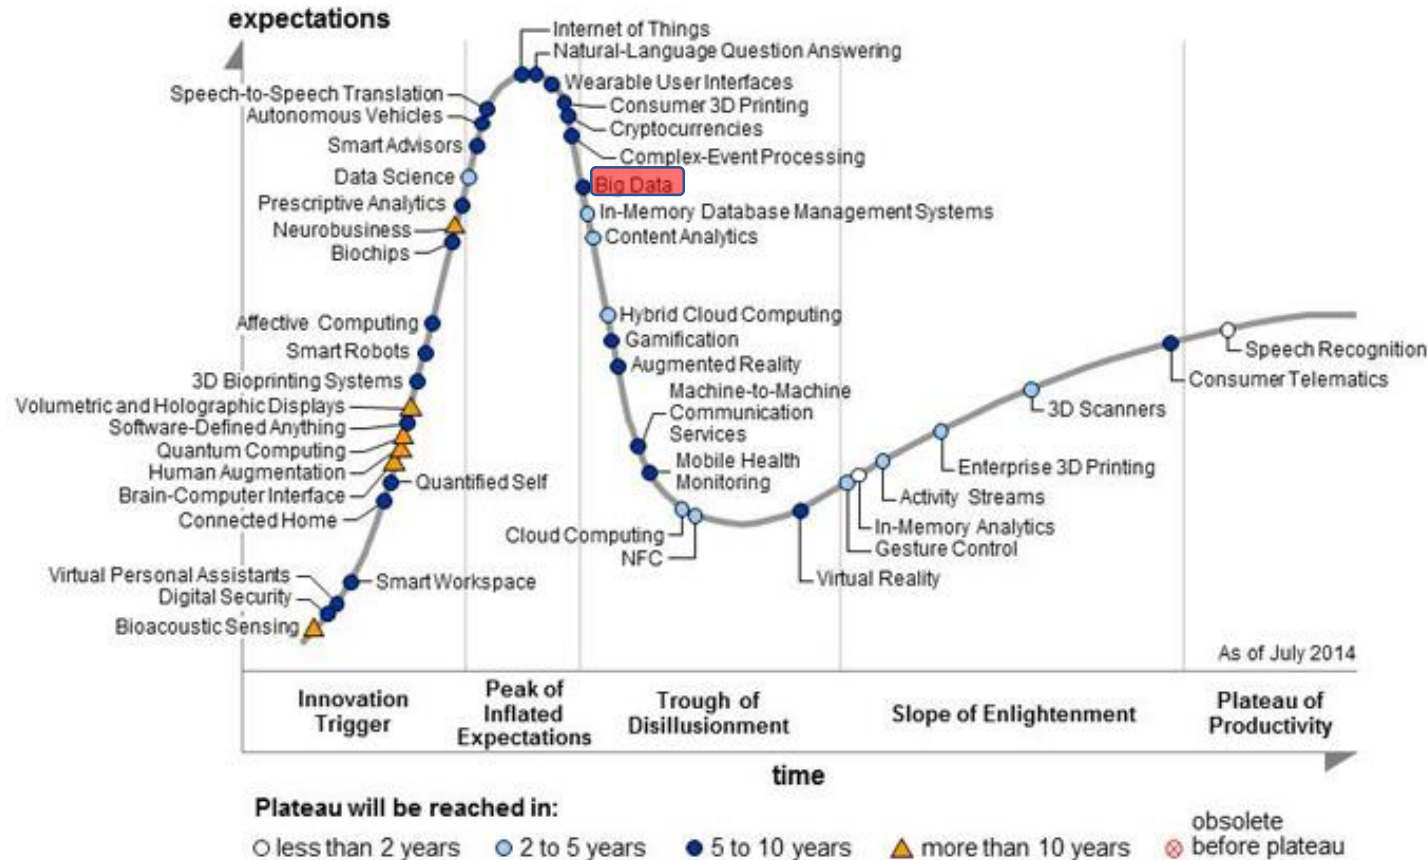 expectations
Internet of Things
Natural-Language Question Answering
Wearable User Interfaces
Speech-to-Speech Translation
Consumer 3D Printing
Autonomous Vehicles
Cryptocurrencies
Smart Advisors
Complex-Event Processing
Data Science
Big Data
Prescriptive Analytics
In-Memory Database Management Systems
Neurobusiness
Content Analytics
Biochips
Hybrid Cloud Computing
Affective Computing
Gamification
Smart Robots
Augmented Reality
Speech Recognition
3D Bioprinting Systems
Consumer Telematics
Machine-to-Machine
Communication
Services
Volumetric and Holographic Displays
3D Scanners
Software-Defined Anything
Quantum Computing
Mobile Health
Monitoring
Human Augmentation
Enterprise 3D Printing
Quantified Self
Brain-Computer Interface
Activity Streams
Connected Home
In-Memory Analytics
Cloud Computing
Gesture Control
NFC
Virtual Personal Assistants
Smart Workspace
Virtual Reality
Digital Security
Bioacoustic Sensing
As of July 2014
Innovation
Trigger
Peak of
Inflated
Expectations
Trough of
Disillusionment
Slope of Enlightenment
Plateau of
Productivity
time
Plateau will be reached in:
less than 2 years
2 to 5 years
5 to 10 years
more than 10 years
obsolete
before plateau